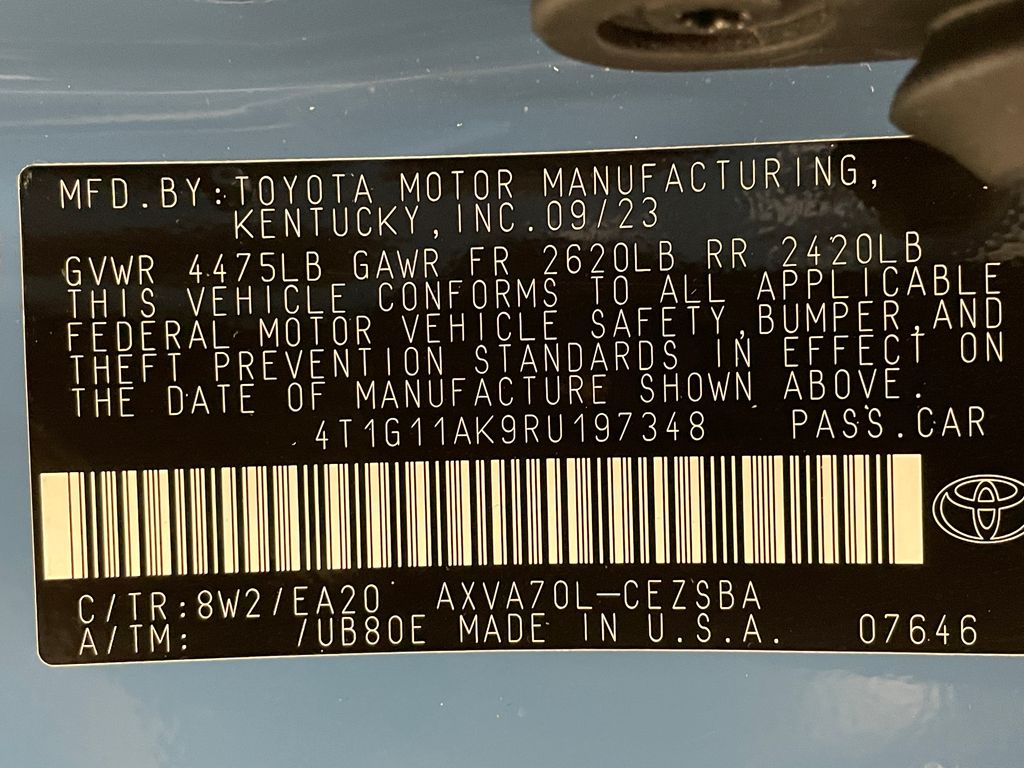 MFD.BY:TOYOTA MOTOR MANUFACTURING,
KENTUCKY,INC.09/23
GVWR 4475LB GAWR FR 2620LB RR 2420LB
THIS VEHICLE CONFORMS TO ALL APPLICABLE
FEDERAL MOTOR VEHICLE SAFETY,BUMPER,AND
THEFT PREVENTION STANDARDS IN EFFECT ON
THE DATE OF MANUFACTURE SHOWN ABOVE.
4T1G11AK9RU197348 PASS.CAR
C/TR:8W2/EA20 AXVA70L-CEZSBA
A/TM: /UB80E MADE IN U.S.A. 07646